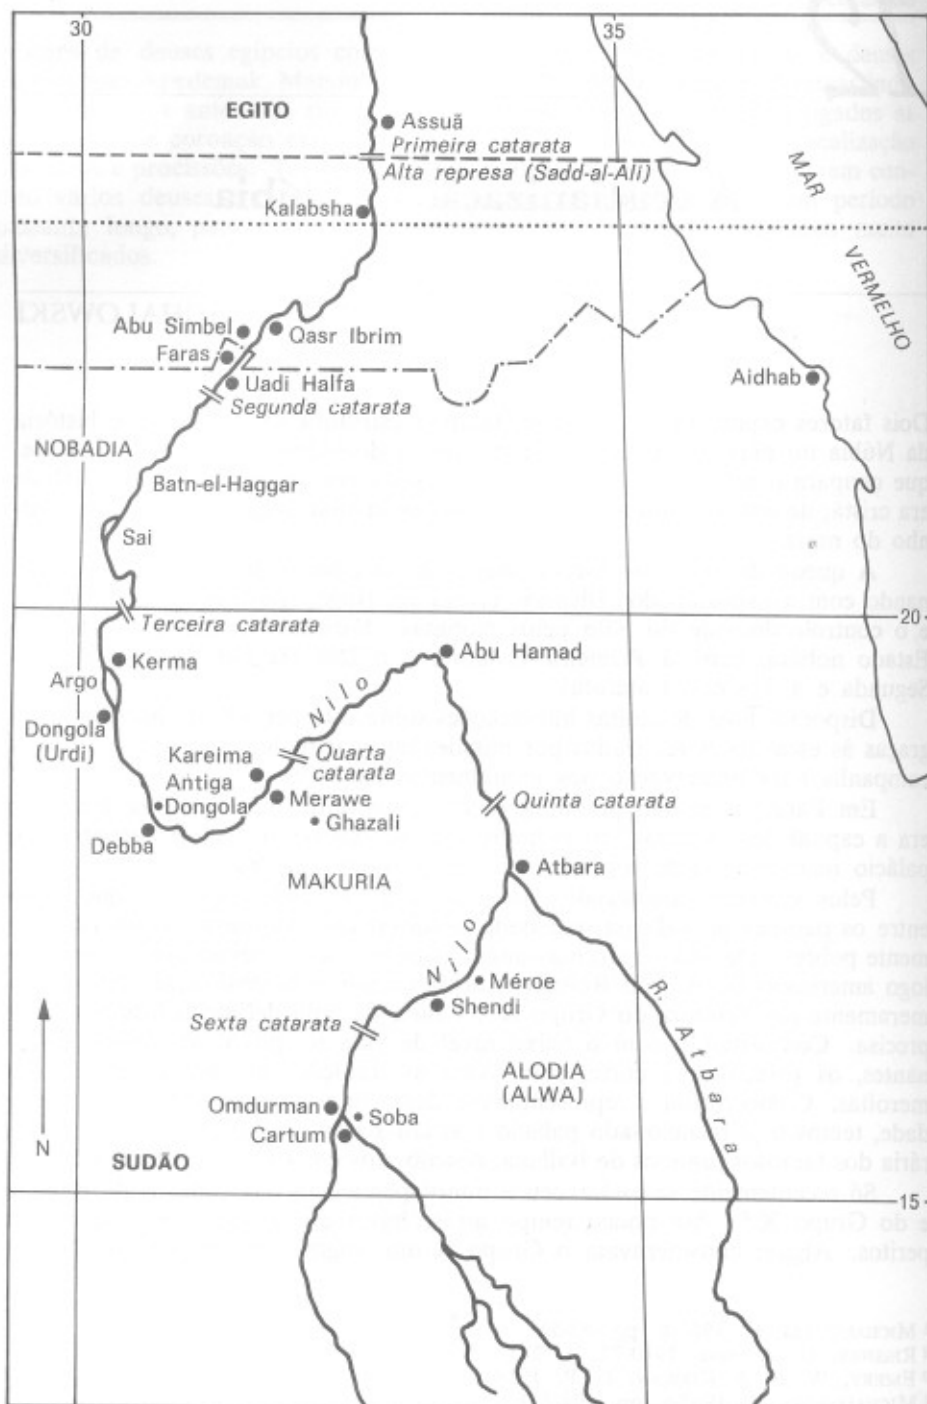 30
35
EGITO
Assuã
Primeira catarata
Alta represa (Sadd-al-Ali)
MAR
VERMELHO
Kalabsha
Abu Simbel
Qasr Ibrim
Faras
Aidhab
Uadi Halfa
Segunda catarata
NOBADIA
Batn-el-Haggar
Sai
20
Terceira catarata
Abu Hamad
Kerma
Argo
Nilo
Dongola
(Urdi)
Kareima
Quarta
catarata
Antiga
Dongola
Merawe
Quinta catarata
Ghazali
Debba
Atbara
MAKURIA
Nilo
Méroe
R. Atbara
Shendi
Sexta catarata
ALODIA
(ALWA)
Omdurman
Soba
Cartum
N
SUDÃO
15